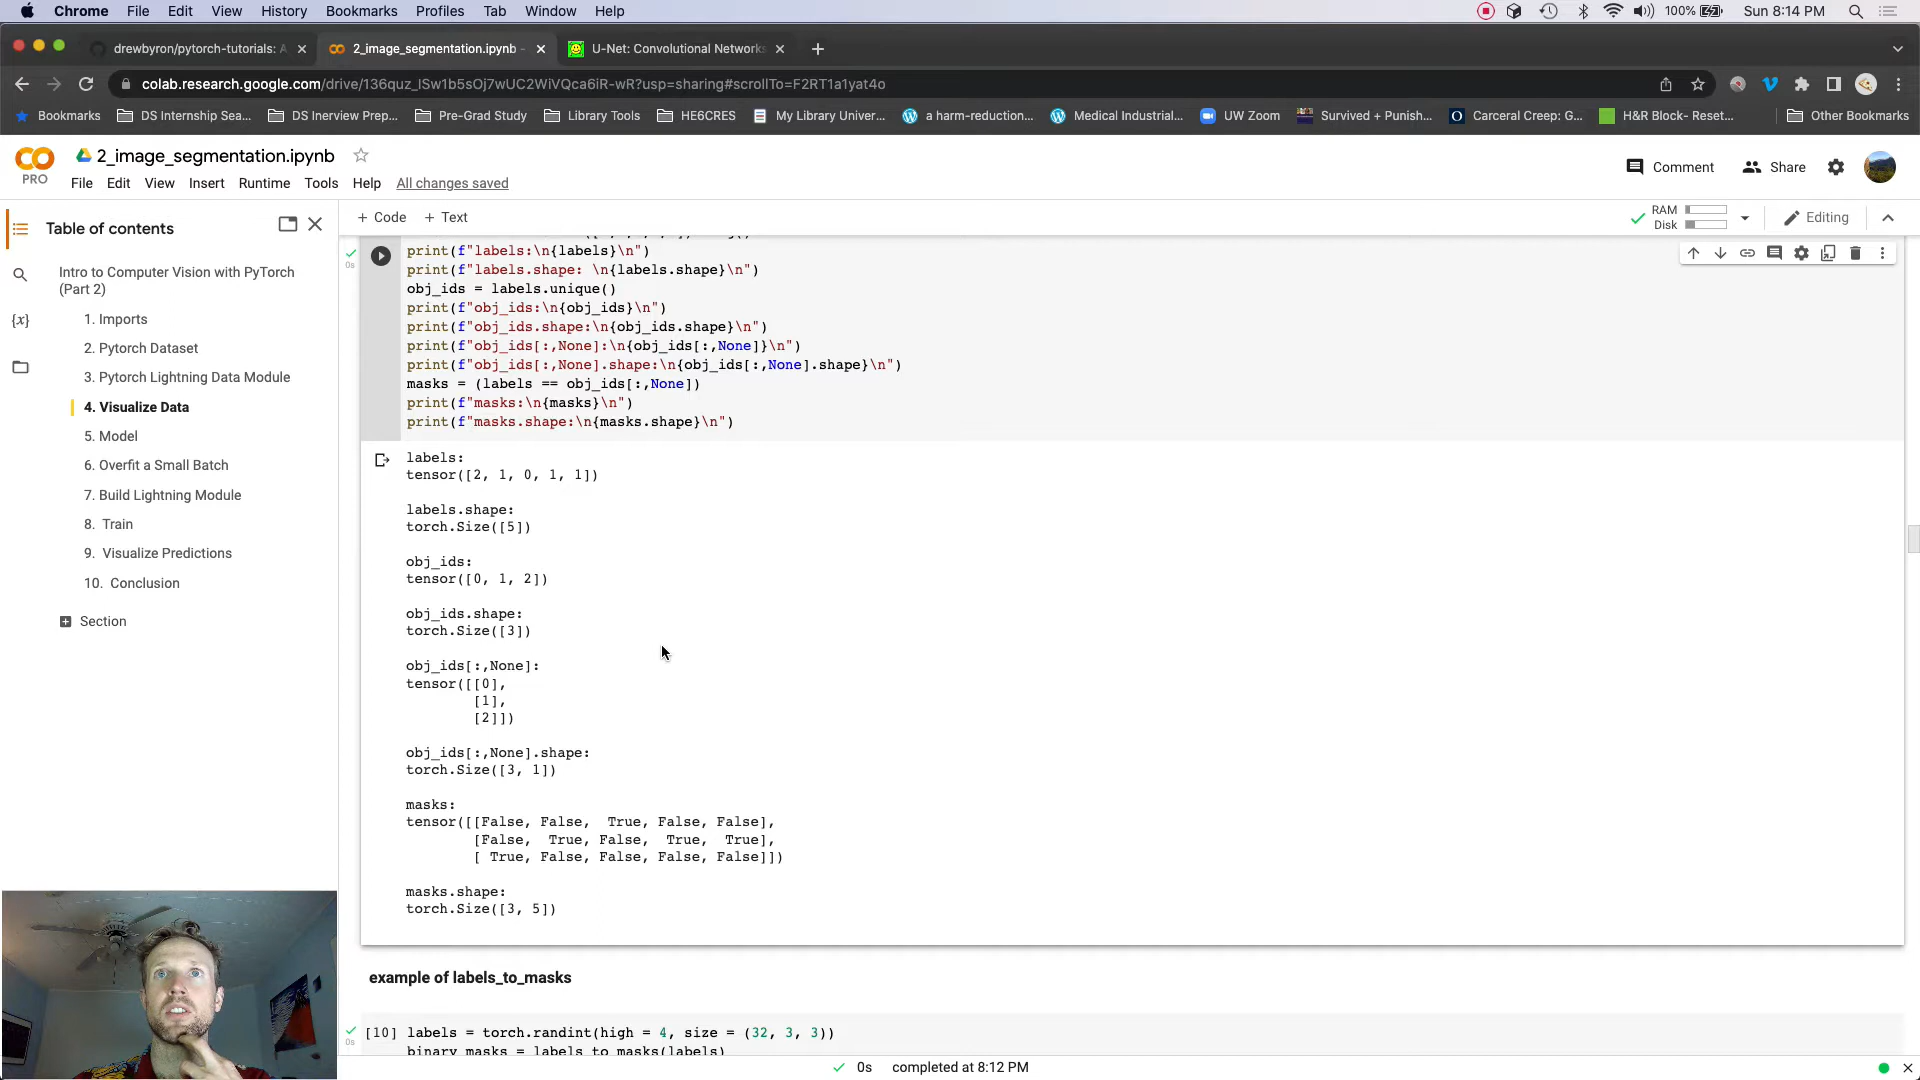 Chrome File Edit View History Bookmarks Profiles Tab Window Help 100% Sun 8:14 PM
drewbyron/pytorch-tutorials: A 2_image_segmentation.ipynb - U-Net: Convolutional Networks
colab.research.google.com/drive/136quz_lSw1b5sOj7wUC2WiVQca6iR-wR?usp=sharing#scrollTo=F2RT1a1yat4o
Bookmarks DS Internship Sea... DS Inerview Prep... Pre-Grad Study Library Tools HE6CRES My Library Univer... a harm-reduction... Medical Industrial... UW Zoom Survived + Punish... Carceral Creep: G... H&R Block- Reset... Other Bookmarks
2_image_segmentation.ipynb
PRO
File Edit View Insert Runtime Tools Help All changes saved
Comment Share
+ Code + Text
RAM
Disk
Editing
Table of contents
Intro to Computer Vision with PyTorch
(Part 2)
1. Imports
2. Pytorch Dataset
3. Pytorch Lightning Data Module
4. Visualize Data
5. Model
6. Overfit a Small Batch
7. Build Lightning Module
8. Train
9. Visualize Predictions
10. Conclusion
Section
{x}
0s
print(f"labels:\n{labels}\n")
print(f"labels.shape: \n{labels.shape}\n")
obj_ids = labels.unique()
print(f"obj_ids:\n{obj_ids}\n")
print(f"obj_ids.shape:\n{obj_ids.shape}\n")
print(f"obj_ids[:,None]:\n{obj_ids[:,None]}\n")
print(f"obj_ids[:,None].shape:\n{obj_ids[:,None].shape}\n")
masks = (labels == obj_ids[:,None])
print(f"masks:\n{masks}\n")
print(f"masks.shape:\n{masks.shape}\n")
labels:
tensor([2, 1, 0, 1, 1])
labels.shape:
torch.Size([5])
obj_ids:
tensor([0, 1, 2])
obj_ids.shape:
torch.Size([3])
obj_ids[:,None]:
tensor([[0],
[1],
[2]])
obj_ids[:,None].shape:
torch.Size([3, 1])
masks:
tensor([[False, False, True, False, False],
[False, True, False, True, True],
[ True, False, False, False, False]])
masks.shape:
torch.Size([3, 5])
example of labels_to_masks
0s
[10] labels = torch.randint(high = 4, size = (32, 3, 3))
binary_masks = labels_to_masks(labels)
0s completed at 8:12 PM